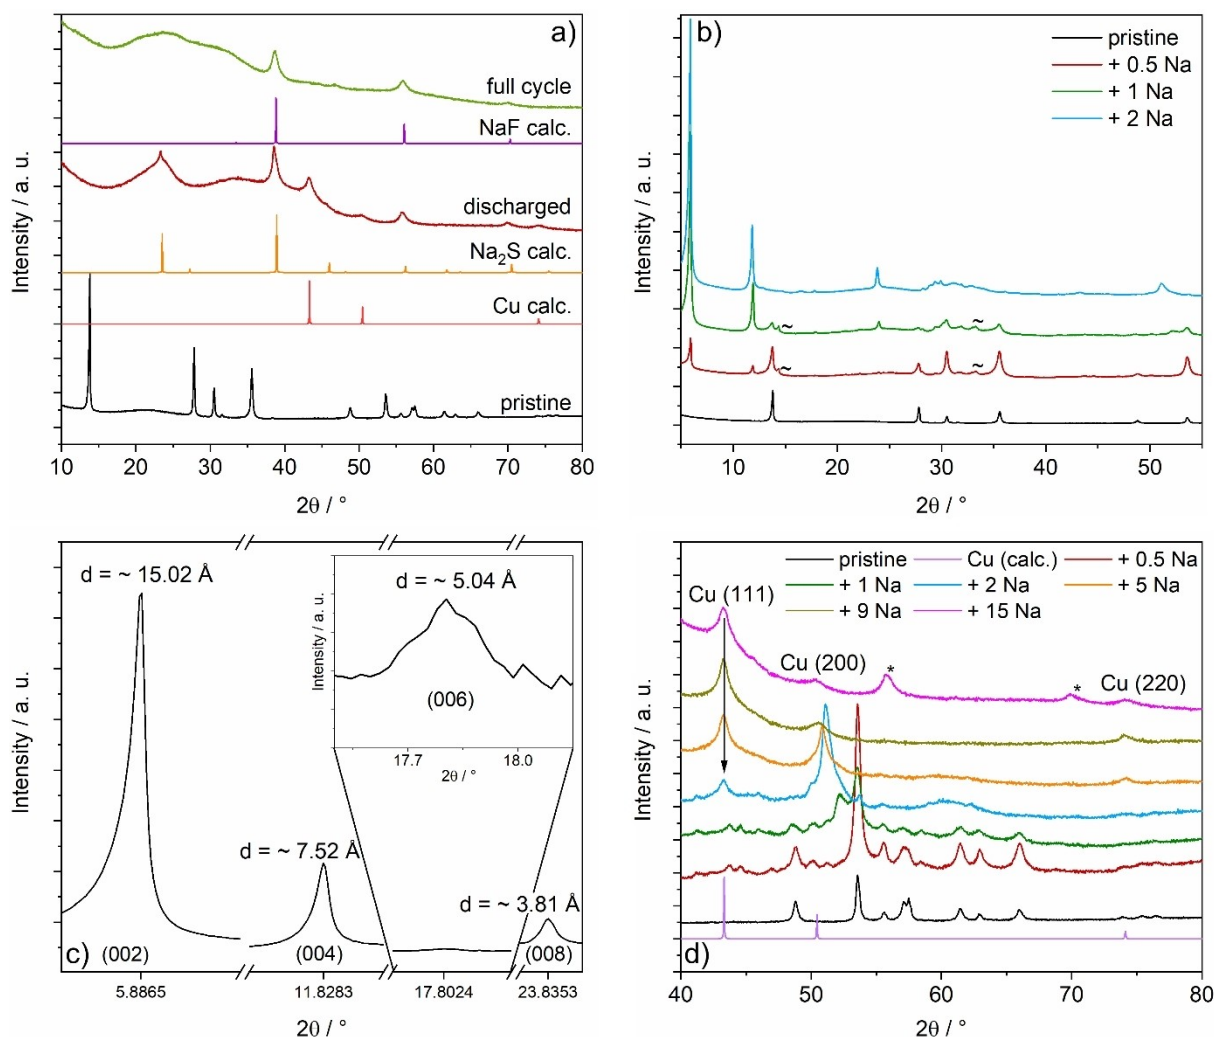 a)
full cycle
NaF calc.
discharged
Na₂S calc.
Cu calc.
pristine
Intensity / a. u.
10 20 30 40 50 60 70 80
2θ / °
b)
pristine
+ 0.5 Na
+ 1 Na
+ 2 Na
~ ~
~ ~
Intensity / a. u.
10 20 30 40 50
2θ / °
d = ~ 15.02 Å
d = ~ 5.04 Å
Intensity / a. u.
(006)
17.7 18.0
2θ / °
d = ~ 7.52 Å
d = ~ 3.81 Å
Intensity / a. u.
c) (002) (004) (008)
5.8865 11.8283 17.8024 23.8353
2θ / °
pristine Cu (calc.) + 0.5 Na
+ 1 Na + 2 Na + 5 Na
+ 9 Na + 15 Na
Cu (111)
Cu (200) * * Cu (220)
Intensity / a. u.
d)
40 50 60 70 80
2θ / °